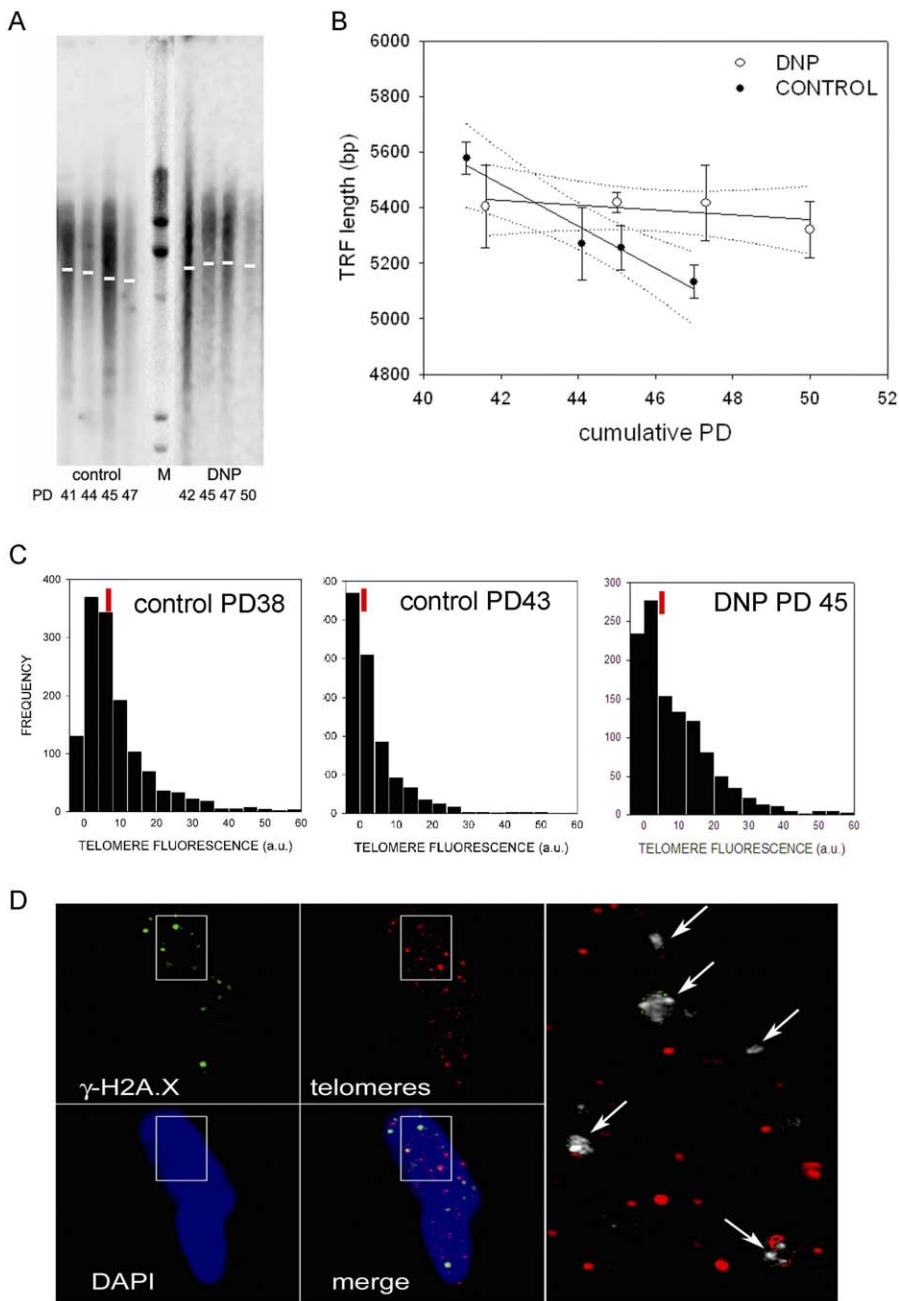 A
control M DNP
PD 41 44 45 47 42 45 47 50
B
6000
5800
5600
5400
5200
5000
4800
TRF length (bp)
DNP
CONTROL
40 42 44 46 48 50 52
cumulative PD
C
400
300
200
100
0
FREQUENCY
control PD38
0 10 20 30 40 50 60
TELOMERE FLUORESCENCE (a.u.)
control PD43
0 10 20 30 40 50 60
TELOMERE FLUORESCENCE (a.u.)
300
250
200
150
100
50
0
DNP PD 45
0 10 20 30 40 50 60
TELOMERE FLUORESCENCE (a.u.)
D
γ-H2A.X
telomeres
DAPI
merge